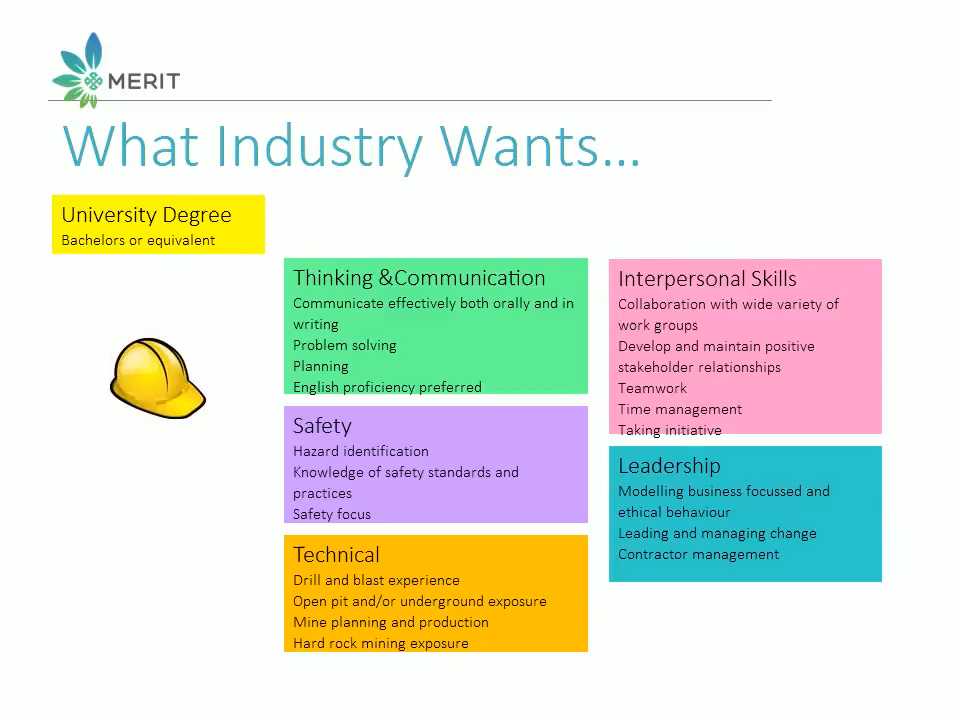 MERIT
What Industry Wants...
University Degree
Bachelors or equivalent
Thinking &Communication
Communicate effectively both orally and in
writing
Problem solving
Planning
English proficiency preferred
Safety
Hazard identification
Knowledge of safety standards and
practices
Safety focus
Technical
Drill and blast experience
Open pit and/or underground exposure
Mine planning and production
Hard rock mining exposure
Interpersonal Skills
Collaboration with wide variety of
work groups
Develop and maintain positive
stakeholder relationships
Teamwork
Time management
Taking initiative
Leadership
Modelling business focussed and
ethical behaviour
Leading and managing change
Contractor management